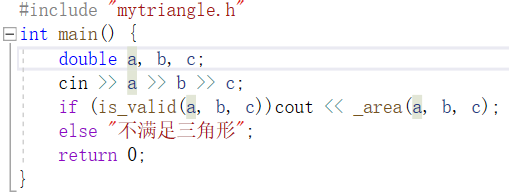 #include "mytriangle.h"
int main() {
double a, b, c;
cin >> a >> b >> c;
if (is_valid(a, b, c))cout << _area(a, b, c);
else "不满足三角形";
return 0;
}